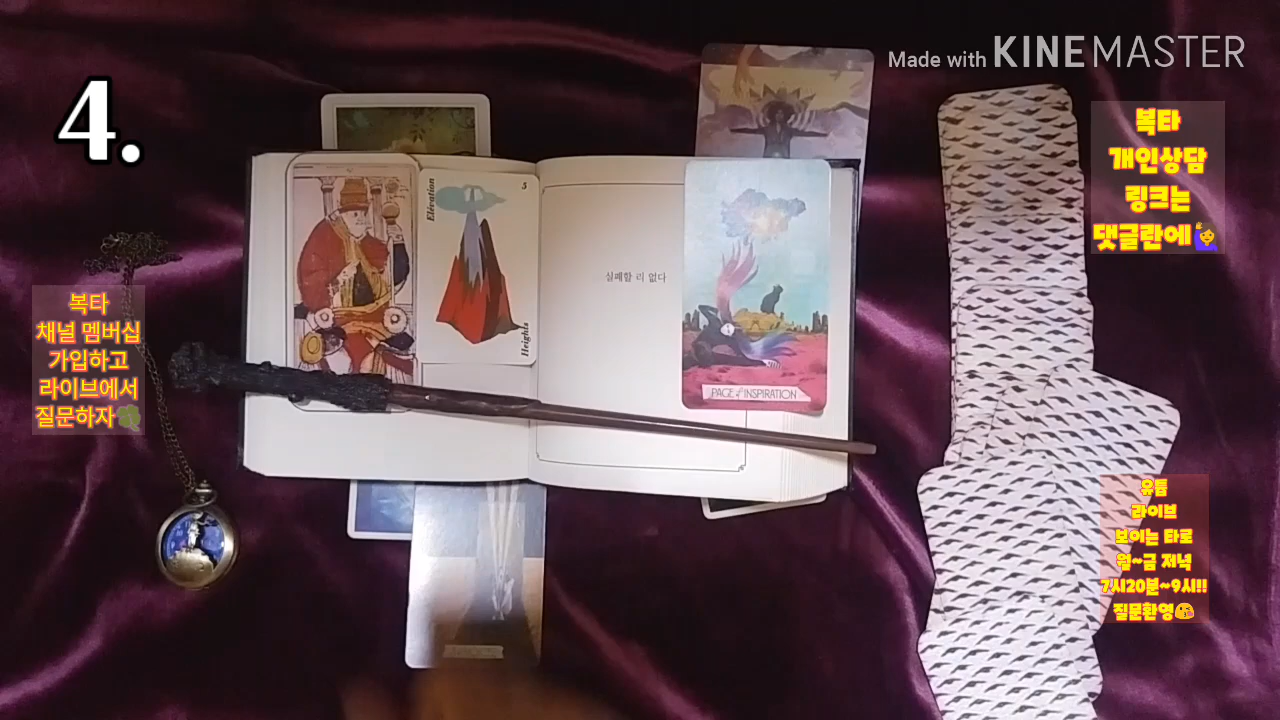 Made with KINEMASTER
4.
복타
개인상담
링크는
댓글란에🙋‍♀️
Elévation
5
실패할 리 없다
Heights
PAGE of INSPIRATION
복타
채널 멤버십
가입하고
라이브에서
질문하자🍀
유튭
라이브
보이는 타로
월~금 저녁
7시20분~9시!!
질문환영😘